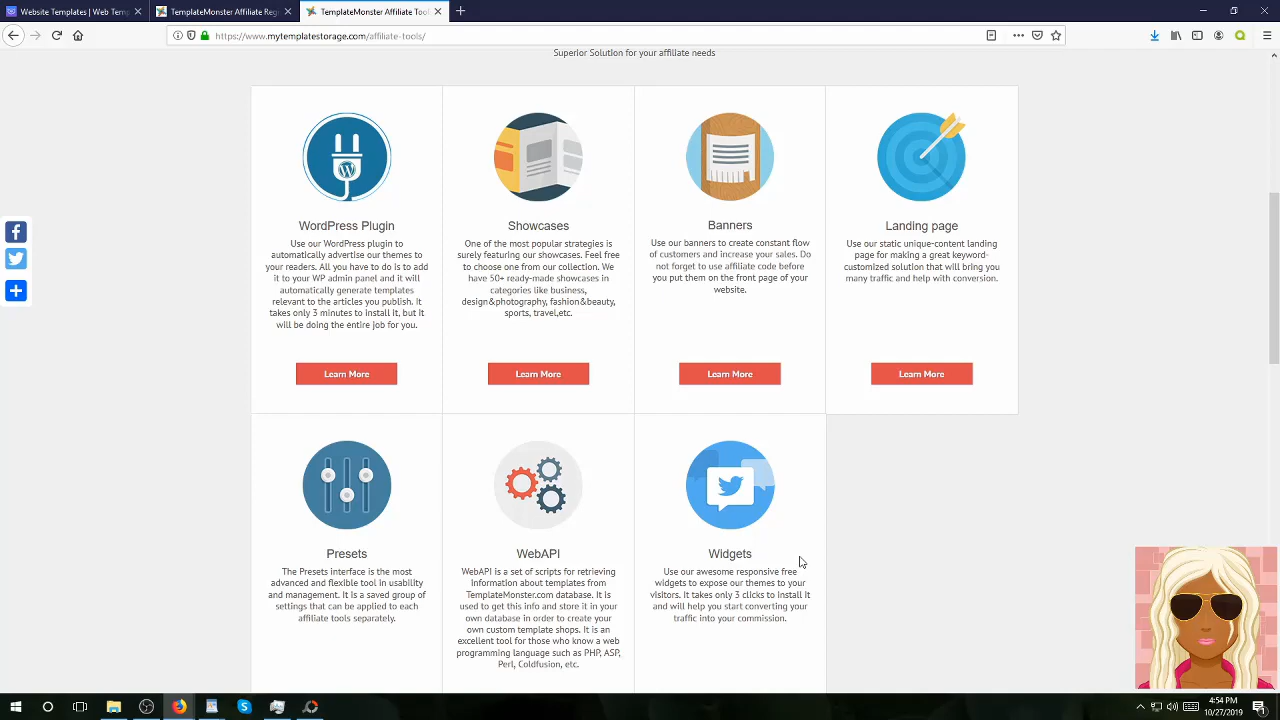 Website Templates | Web Temp
TemplateMonster Affiliate Reg
TemplateMonster Affiliate Too
https://www.mytemplatestorage.com/affiliate-tools/
Superior Solution for your affiliate needs
WordPress Plugin
Use our WordPress plugin to
automatically advertise our themes to
your readers. All you have to do is to add
it to your WP admin panel and it will
automatically generate templates
relevant to the articles you publish. It
takes only 3 minutes to install it, but it
will be doing the entire job for you.
Learn More
Showcases
One of the most popular strategies is
surely featuring our showcases. Feel free
to choose one from our collection. We
have 50+ ready-made showcases in
categories like business,
design&photography, fashion&beauty,
sports, travel,etc.
Learn More
Banners
Use our banners to create constant flow
of customers and increase your sales. Do
not forget to use affiliate code before
you put them on the front page of your
website.
Learn More
Landing page
Use our static unique-content landing
page for making a great keyword-
customized solution that will bring you
many traffic and help with conversion.
Learn More
Presets
The Presets interface is the most
advanced and flexible tool in usability
and management. It is a saved group of
settings that can be applied to each
affiliate tools separately.
WebAPI
WebAPI is a set of scripts for retrieving
information about templates from
TemplateMonster.com database. It is
used to get this info and store it in your
own database in order to create your
own custom template shops. It is an
excellent tool for those who know a web
programming language such as PHP, ASP,
Perl, Coldfusion, etc.
Widgets
Use our awesome responsive free
widgets to expose our themes to your
visitors. It takes only 3 clicks to install it
and will help you start converting your
traffic into your commission.
4:54 PM
10/27/2019